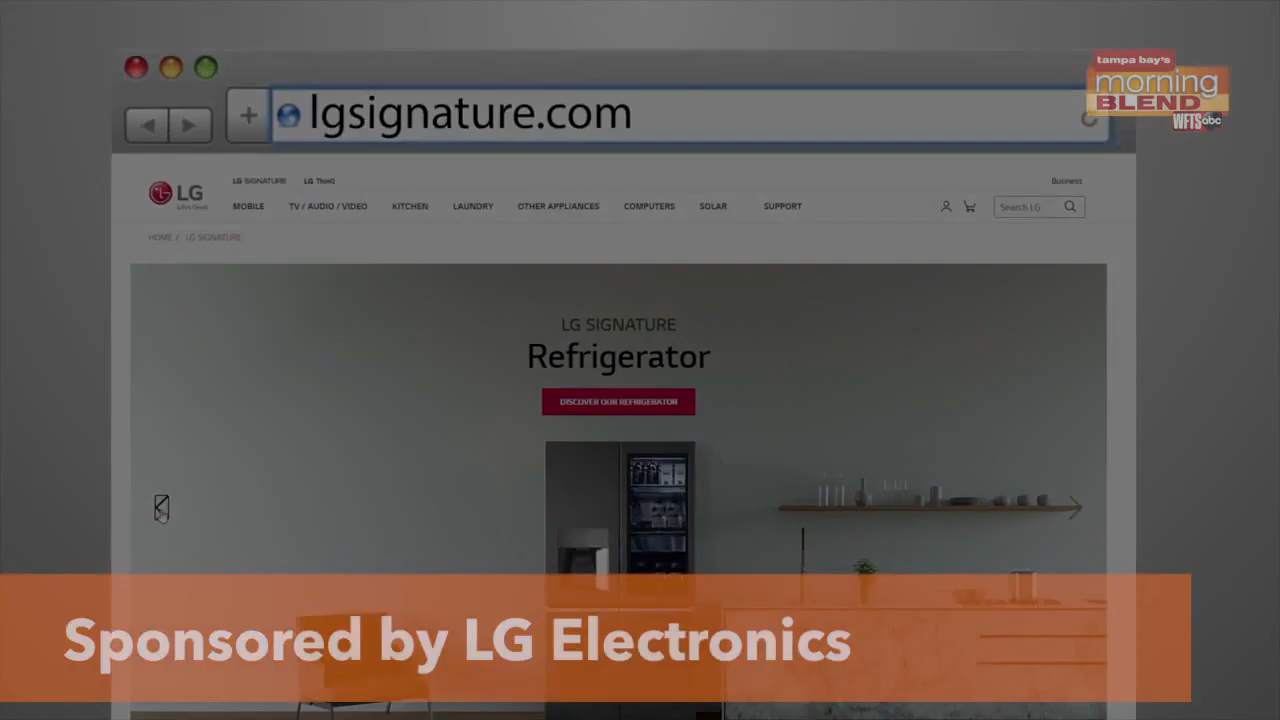 tampa bay's
morning
BLEND
WFTS abc
lgsignature.com
LG SIGNATURE LG ThinQ
Business
LG
Life's Good
MOBILE TV / AUDIO / VIDEO KITCHEN LAUNDRY OTHER APPLIANCES COMPUTERS SOLAR SUPPORT
Search LG
HOME / LG SIGNATURE
LG SIGNATURE
Refrigerator
DISCOVER OUR REFRIGERATOR
Sponsored by LG Electronics